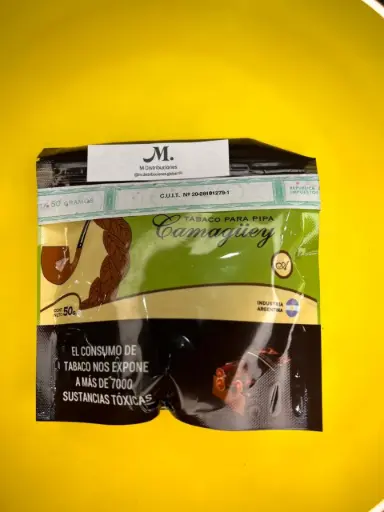 M.
M Distribuciones
C.U.I.T. Nº 20-28181279-1
TABACO PARA PIPA
Camagüey
50g
INDUSTRIA
ARGENTINA
EL CONSUMO DE
TABACO NOS EXPONE
A MÁS DE 7000
SUSTANCIAS TÓXICAS